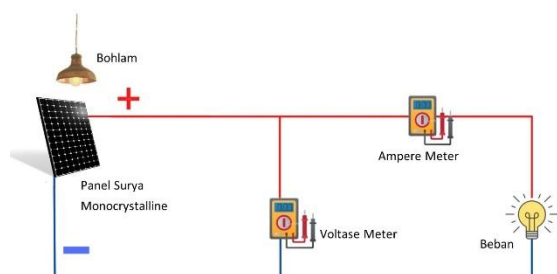 Bohlam
Ampere Meter
Panel Surya
Monocrystalline
Voltase Meter
Beban